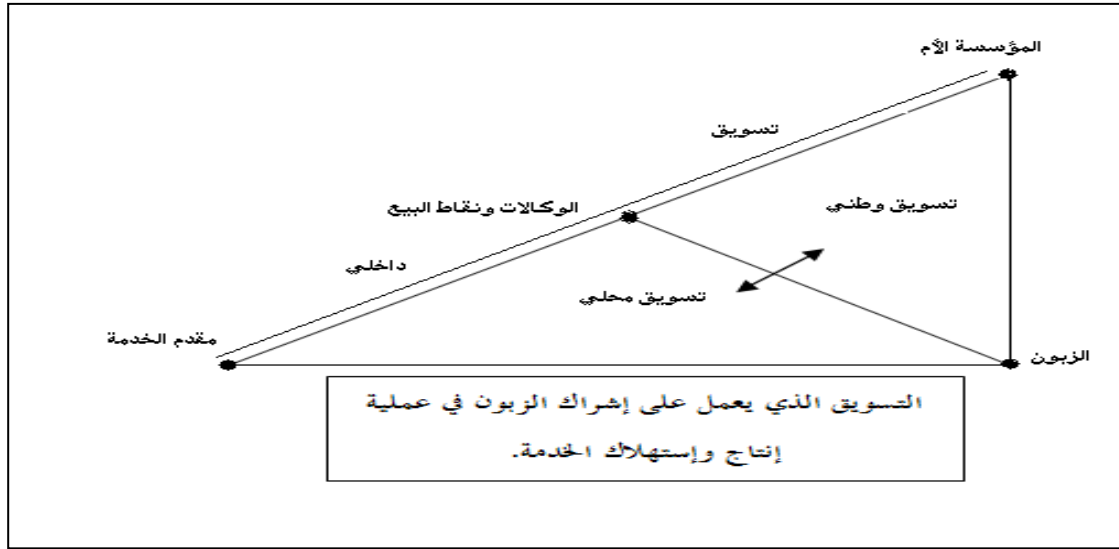 المؤسسة الأم
تسويق
تسويق وطني
الوكالات ونقاط البيع
داخلي
تسويق محلي
مقدم الخدمة
الزبون
التسويق الذي يعمل على إشراك الزبون في عملية
إنتاج وإستهلاك الخدمة.